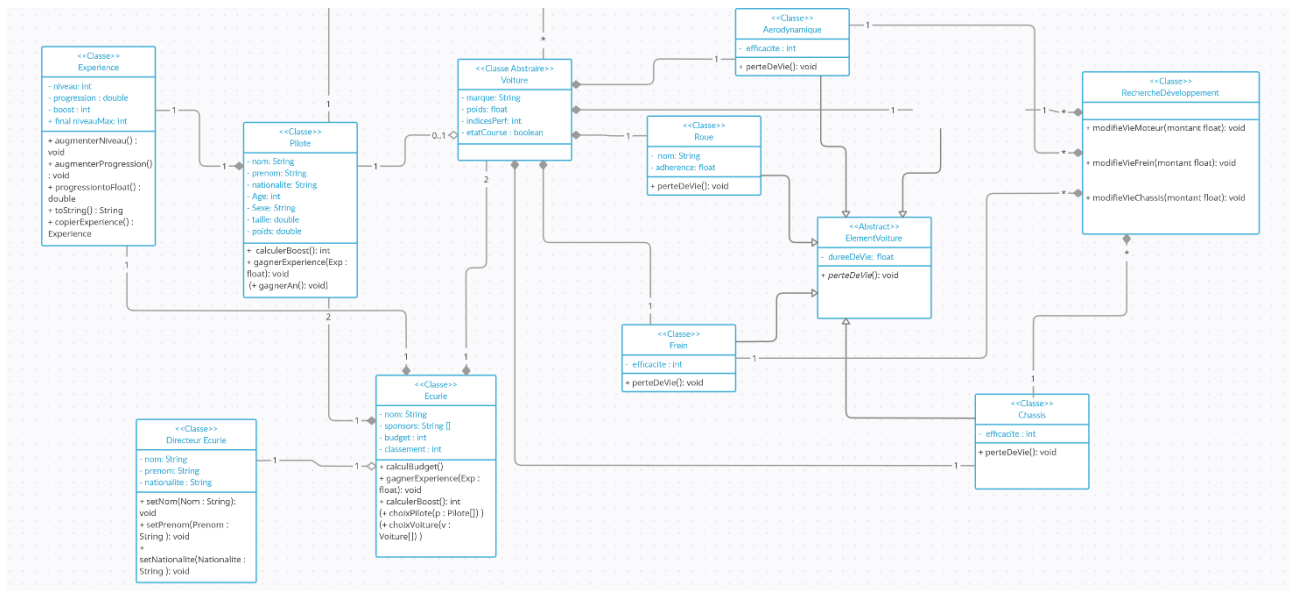 <<Classe>>
Experience
- niveau: int
- progression : double
- boost : int
+ final niveauMax: int
+ augmenterNiveau() :
void
+ augmenterProgression()
: void
+ progressiontoFloat() :
double
+ toString() : String
+ copierExperience() :
Experience
1
1
1
1
1
<<Classe>>
Pilote
- nom: String
- prenom: String
- nationalite: String
- Age: int
- Sexe: String
- taille: double
- poids: double
+ calculerBoost(): int
+ gagnerExperience(Exp :
float): void
(+ gagnerAn(): void)
1
0..1
2
1
*
<<Classe Abstraire>>
Voiture
- marque: String
- poids: float
- indicesPerf: int
- etatCourse : boolean
2
1
1
1
1
1
1
<<Classe>>
Aerodynamique
- efficacite : int
+ perteDeVie(): void
1
*
<<Classe>>
Roue
- nom: String
- adherence: float
+ perteDeVie(): void
<<Abstract>>
ElementVoiture
- dureeDeVie: float
+ perteDeVie(): void
1
*
<<Classe>>
RechercheDéveloppement
+ modifieVieMoteur(montant float): void
+ modifieVieFrein(montant float): void
+ modifieVieChassis(montant float): void
*
*
1
<<Classe>>
Frein
- efficacite : int
+ perteDeVie(): void
1
<<Classe>>
Chassis
- efficacite : int
+ perteDeVie(): void
<<Classe>>
Ecurie
- nom: String
- sponsors: String []
- budget : int
- classement : int
+ calculBudget()
+ gagnerExperience(Exp :
float): void
+ calculerBoost(): int
(+ choixPilote(p : Pilote[]) )
(+ choixVoiture(v :
Voiture[]) )
<<Classe>>
Directeur Ecurie
- nom: String
- prenom: String
- nationalite : String
+ setNom(Nom : String):
void
+ setPrenom(Prenom :
String ): void
+
setNationalite(Nationalite :
String ): void
1
1